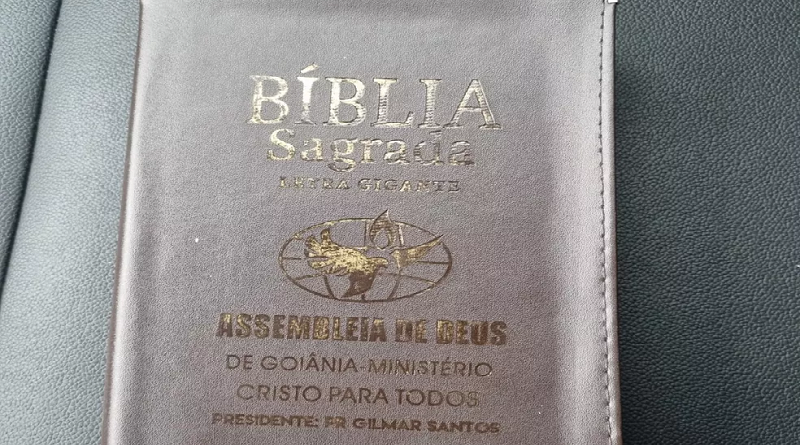 BÍBLIA
Sagrada
LETRA GIGANTE
ASSEMBLEIA DE DEUS
DE GOIÂNIA-MINISTÉRIO
CRISTO PARA TODOS
PRESIDENTE: PR GILMAR SANTOS